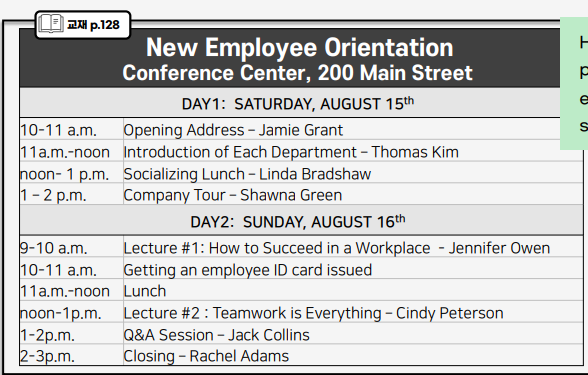 교재 p.128
New Employee Orientation
Conference Center, 200 Main Street
DAY1: SATURDAY, AUGUST 15th
10-11 a.m. Opening Address – Jamie Grant
11a.m.-noon Introduction of Each Department – Thomas Kim
noon- 1 p.m. Socializing Lunch – Linda Bradshaw
1 – 2 p.m. Company Tour – Shawna Green
DAY2: SUNDAY, AUGUST 16th
9-10 a.m. Lecture #1: How to Succeed in a Workplace - Jennifer Owen
10-11 a.m. Getting an employee ID card issued
11a.m.-noon Lunch
noon-1p.m. Lecture #2 : Teamwork is Everything – Cindy Peterson
1-2p.m. Q&A Session – Jack Collins
2-3p.m. Closing – Rachel Adams